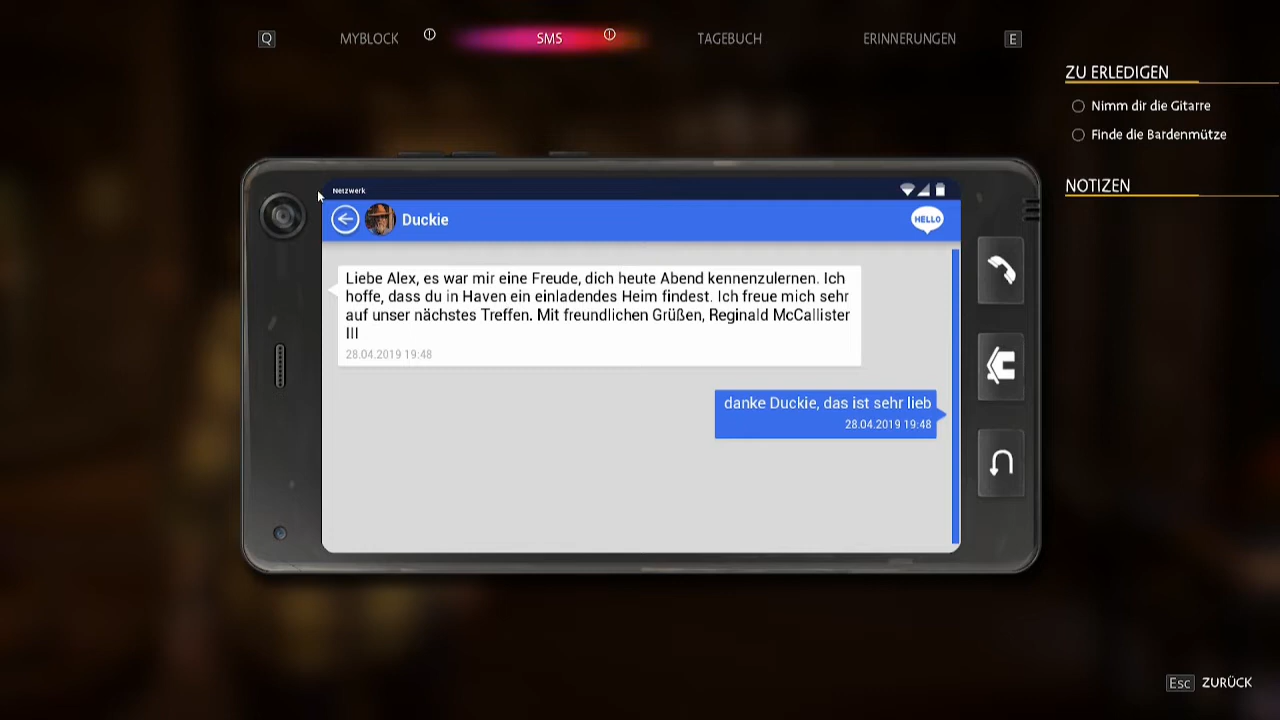 Q
MYBLOCK
SMS
TAGEBUCH
ERINNERUNGEN
E
ZU ERLEDIGEN
Nimm dir die Gitarre
Finde die Bardenmütze
NOTIZEN
Netzwerk
Duckie
HELLO
Liebe Alex, es war mir eine Freude, dich heute Abend kennenzulernen. Ich
hoffe, dass du in Haven ein einladendes Heim findest. Ich freue mich sehr
auf unser nächstes Treffen. Mit freundlichen Grüßen, Reginald McCallister
III
28.04.2019 19:48
danke Duckie, das ist sehr lieb
28.04.2019 19:48
Esc ZURÜCK